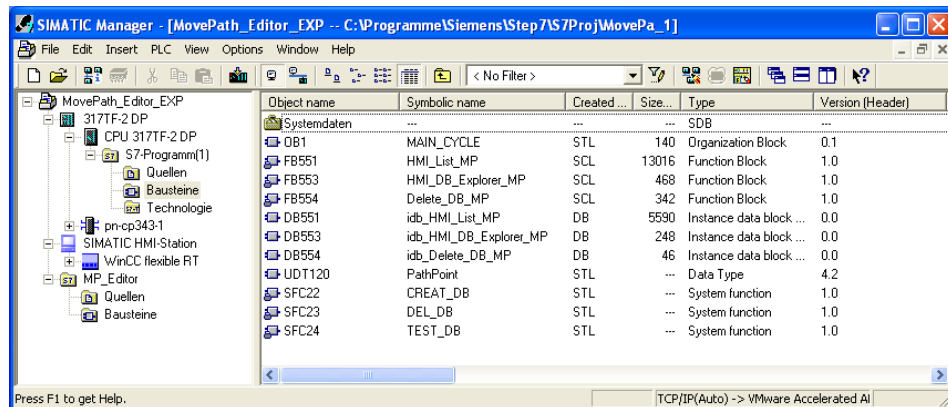 SIMATIC Manager - [MovePath_Editor_EXP -- C:\Programme\Siemens\Step7\S7Proj\MovePa_1]
File Edit Insert PLC View Options Window Help
< No Filter >
MovePath_Editor_EXP
317TF-2 DP
CPU 317TF-2 DP
S7-Programm(1)
Quellen
Bausteine
Technologie
pn-cp343-1
SIMATIC HMI-Station
WinCC flexible RT
MP_Editor
Quellen
Bausteine
Object name Symbolic name Created ... Size... Type Version (Header)
Systemdaten --- --- --- SDB ---
OB1 MAIN_CYCLE STL 140 Organization Block 0.1
FB551 HMI_List_MP SCL 13016 Function Block 1.0
FB553 HMI_DB_Explorer_MP SCL 468 Function Block 1.0
FB554 Delete_DB_MP SCL 342 Function Block 1.0
DB551 idb_HMI_List_MP DB 5590 Instance data block ... 0.0
DB553 idb_HMI_DB_Explorer_MP DB 248 Instance data block ... 0.0
DB554 idb_Delete_DB_MP DB 46 Instance data block ... 0.0
UDT120 PathPoint STL --- Data Type 4.2
SFC22 CREAT_DB STL --- System function 1.0
SFC23 DEL_DB STL --- System function 1.0
SFC24 TEST_DB STL --- System function 1.0
Press F1 to get Help. TCP/IP(Auto) -> VMware Accelerated Al